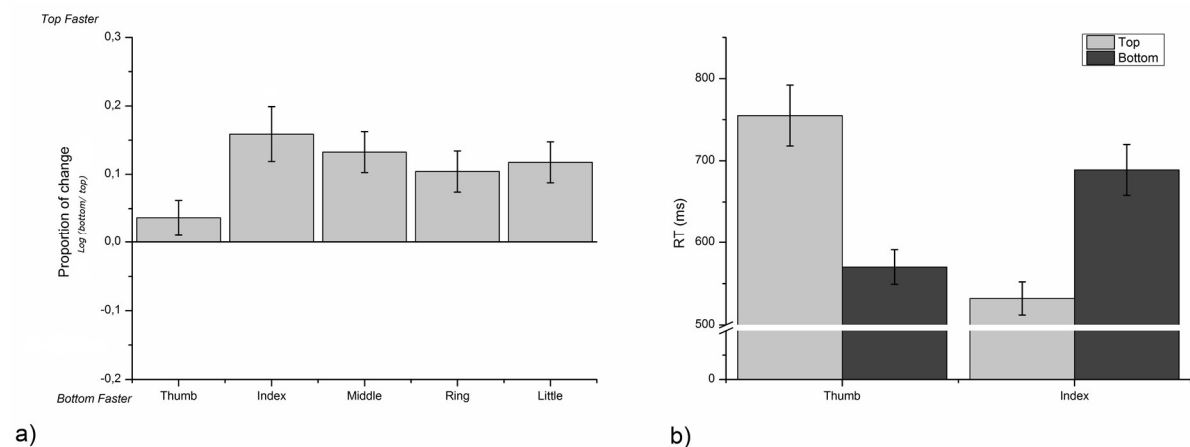 Top Faster
0,3
0,2
0,1
0,0
-0,1
-0,2
Proportion of change
Log (bottom/ top)
Bottom Faster
Thumb Index Middle Ring Little
a)
Top
Bottom
800
700
600
500
0
RT (ms)
Thumb Index
b)